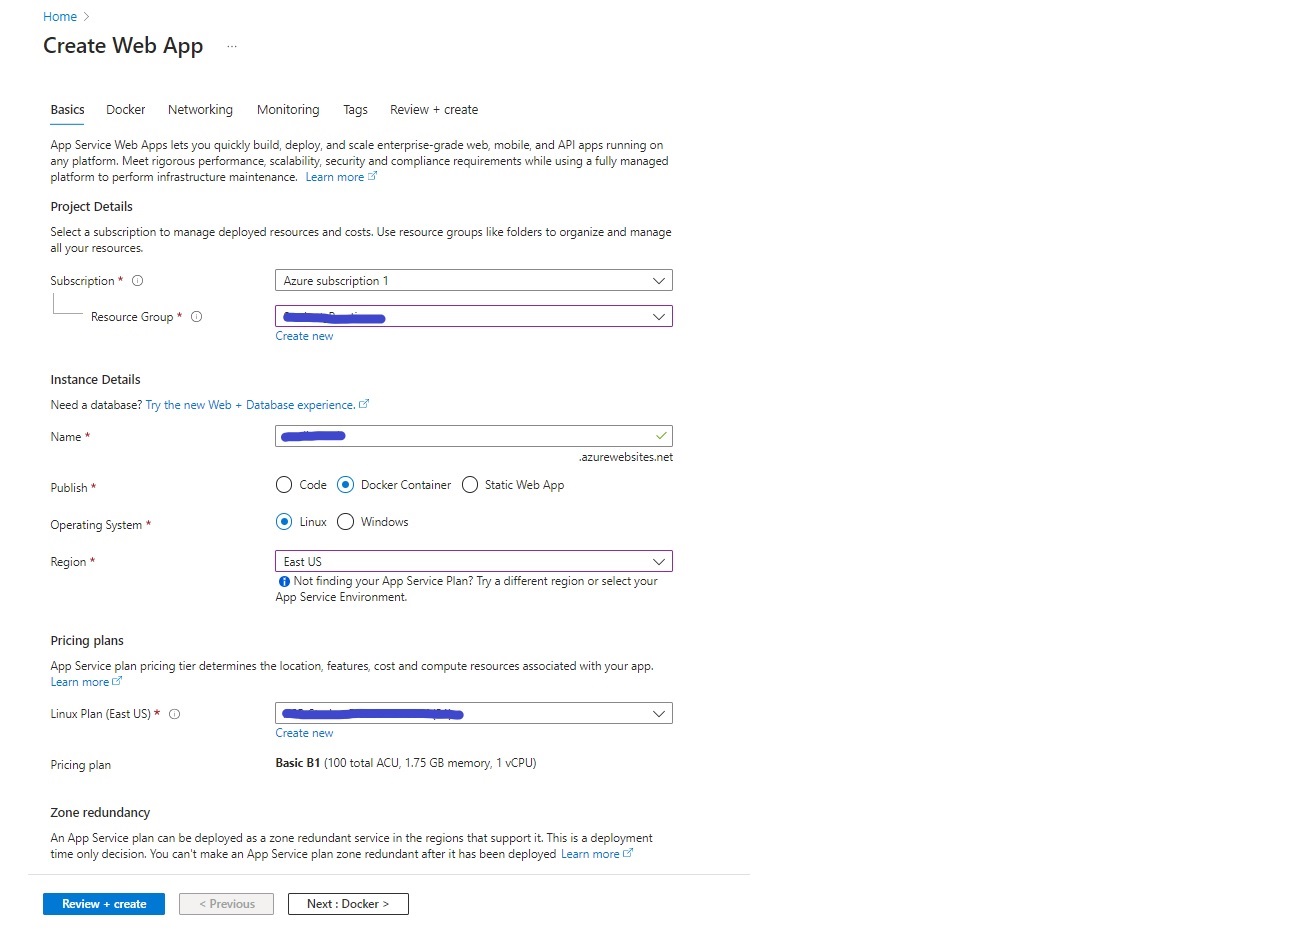 Home >
Create Web App ...
Basics Docker Networking Monitoring Tags Review + create
App Service Web Apps lets you quickly build, deploy, and scale enterprise-grade web, mobile, and API apps running on
any platform. Meet rigorous performance, scalability, security and compliance requirements while using a fully managed
platform to perform infrastructure maintenance. Learn more
Project Details
Select a subscription to manage deployed resources and costs. Use resource groups like folders to organize and manage
all your resources.
Subscription * Azure subscription 1
Resource Group *
Create new
Instance Details
Need a database? Try the new Web + Database experience.
Name *
.azurewebsites.net
Publish * Code Docker Container Static Web App
Operating System * Linux Windows
Region * East US
Not finding your App Service Plan? Try a different region or select your
App Service Environment.
Pricing plans
App Service plan pricing tier determines the location, features, cost and compute resources associated with your app.
Learn more
Linux Plan (East US) *
Create new
Pricing plan Basic B1 (100 total ACU, 1.75 GB memory, 1 vCPU)
Zone redundancy
An App Service plan can be deployed as a zone redundant service in the regions that support it. This is a deployment
time only decision. You can't make an App Service plan zone redundant after it has been deployed Learn more
Review + create < Previous Next : Docker >